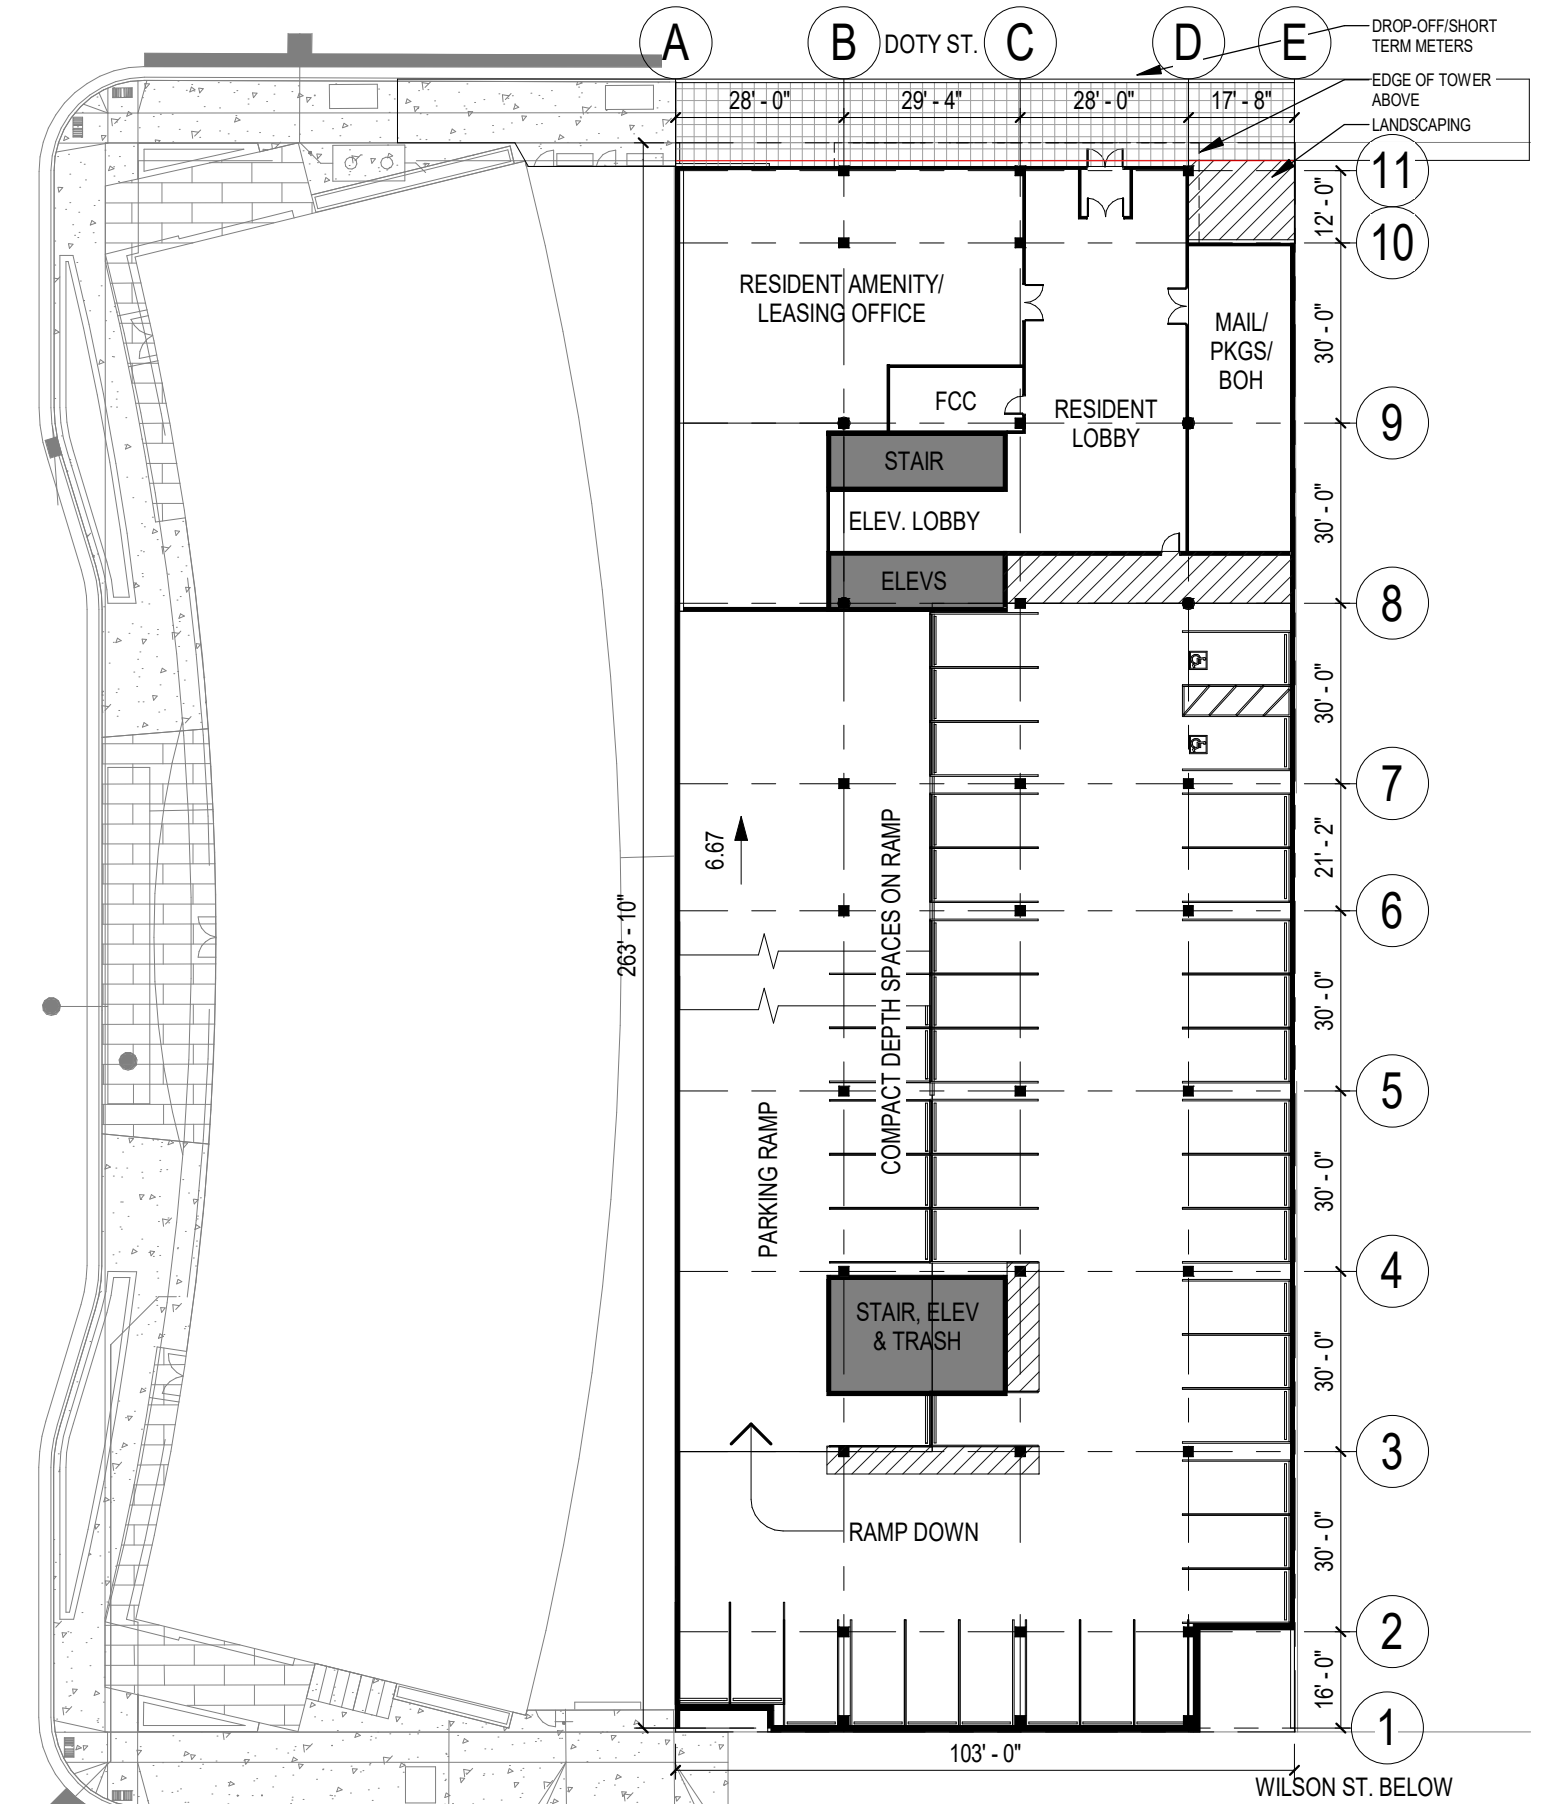 A
B
DOTY ST.
C
D
E
DROP-OFF/SHORT
TERM METERS
EDGE OF TOWER
ABOVE
LANDSCAPING
28' - 0"
29' - 4"
28' - 0"
17' - 8"
11
12' - 0"
10
RESIDENT AMENITY/
LEASING OFFICE
MAIL/
PKGS/
BOH
30' - 0"
FCC
RESIDENT
LOBBY
9
STAIR
ELEV. LOBBY
30' - 0"
ELEVS
8
30' - 0"
7
6.67
COMPACT DEPTH SPACES ON RAMP
21' - 2"
6
263' - 10"
30' - 0"
5
PARKING RAMP
30' - 0"
4
STAIR, ELEV
& TRASH
30' - 0"
3
RAMP DOWN
30' - 0"
2
16' - 0"
1
103' - 0"
WILSON ST. BELOW